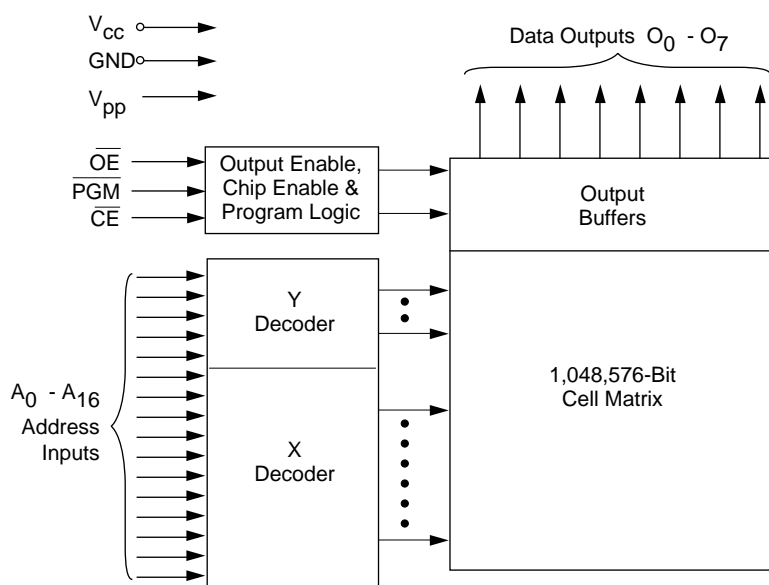 Vcc
GND
Vpp
Data Outputs O0 - O7
OE
PGM
CE
Output Enable,
Chip Enable &
Program Logic
Output
Buffers
Y
Decoder
A0 - A16
Address
Inputs
X
Decoder
1,048,576-Bit
Cell Matrix